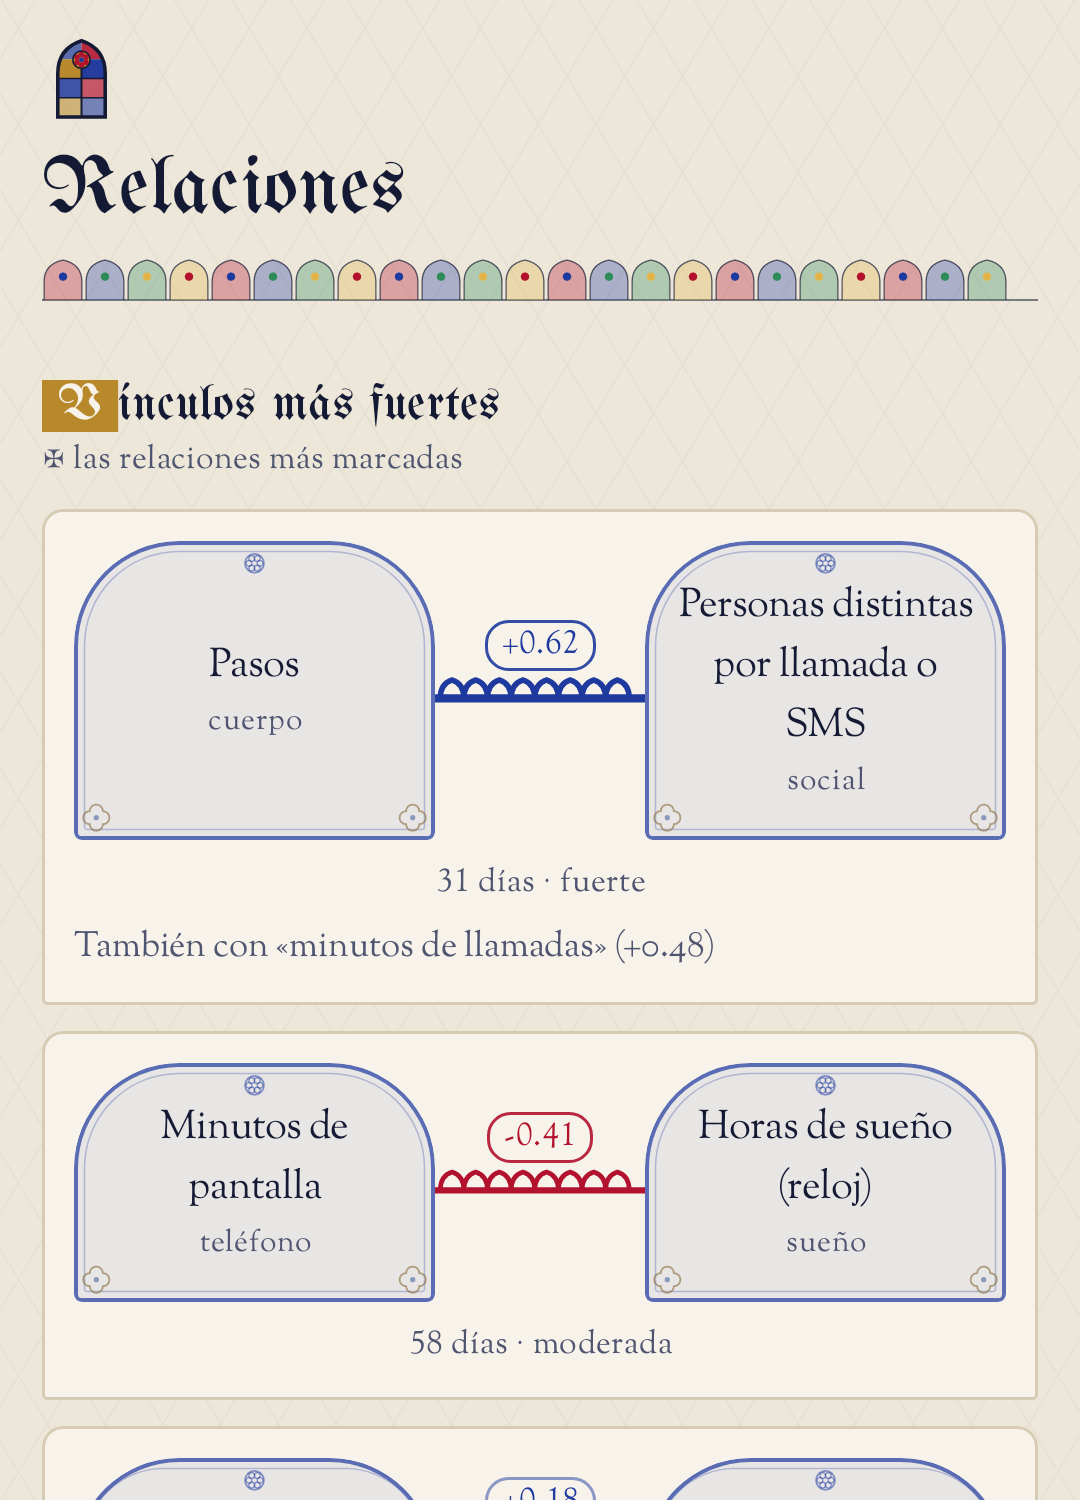 Relaciones
Vínculos más fuertes
✠ las relaciones más marcadas
Pasos
cuerpo
+0.62
Personas distintas
por llamada o
SMS
social
31 días · fuerte
También con «minutos de llamadas» (+0.48)
Minutos de
pantalla
teléfono
-0.41
Horas de sueño
(reloj)
sueño
58 días · moderada
+0.18